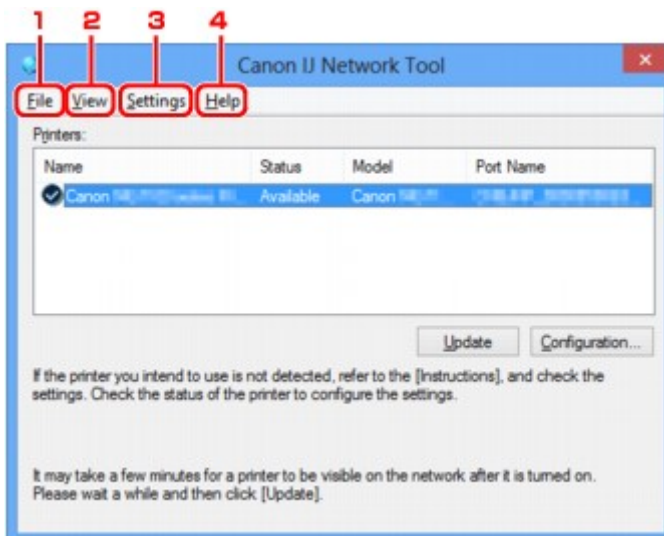 1 2 3 4
Canon IJ Network Tool
File View Settings Help
Printers:
Name Status Model Port Name
Canon Available Canon
Update Configuration...
If the printer you intend to use is not detected, refer to the [Instructions], and check the
settings. Check the status of the printer to configure the settings.
It may take a few minutes for a printer to be visible on the network after it is turned on.
Please wait a while and then click [Update].